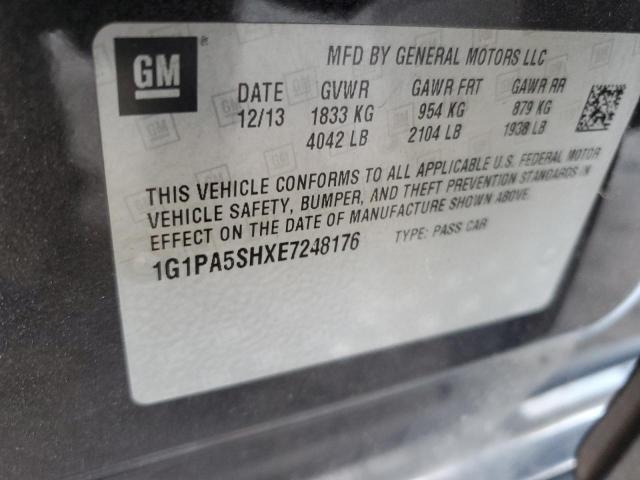 GM®
MFD BY GENERAL MOTORS LLC
DATE GVWR GAWR FRT GAWR RR
12/13 1833 KG 954 KG 879 KG
4042 LB 2104 LB 1938 LB
THIS VEHICLE CONFORMS TO ALL APPLICABLE U.S. FEDERAL MOTOR
VEHICLE SAFETY, BUMPER, AND THEFT PREVENTION STANDARDS IN
EFFECT ON THE DATE OF MANUFACTURE SHOWN ABOVE.
1G1PA5SHXE7248176 TYPE: PASS CAR